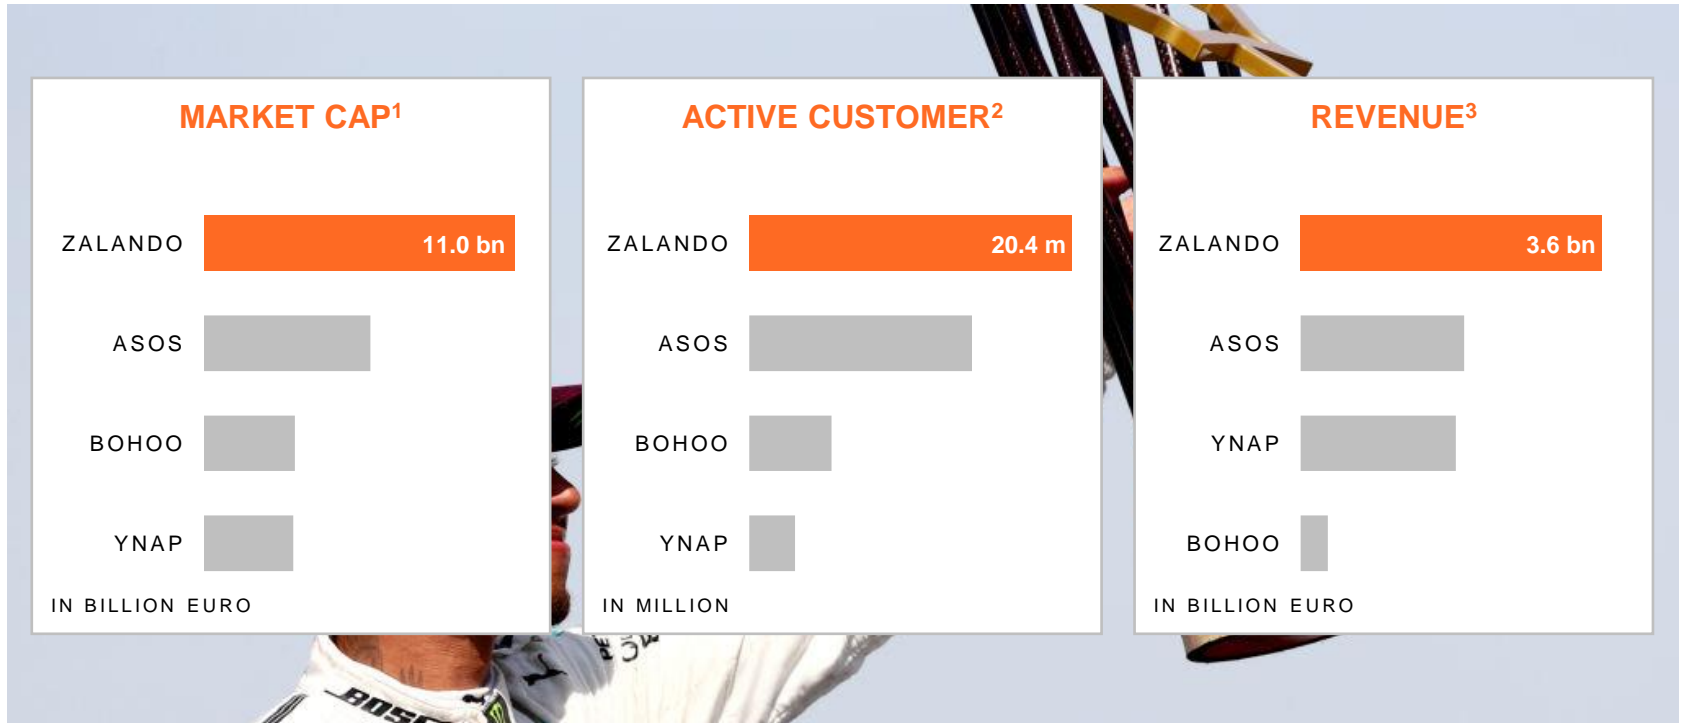 MARKET CAP¹
ZALANDO
11.0 bn
ASOS
BOHOO
YNAP
IN BILLION EURO
ACTIVE CUSTOMER²
ZALANDO
20.4 m
ASOS
BOHOO
YNAP
IN MILLION
REVENUE³
ZALANDO
3.6 bn
ASOS
YNAP
BOHOO
IN BILLION EURO